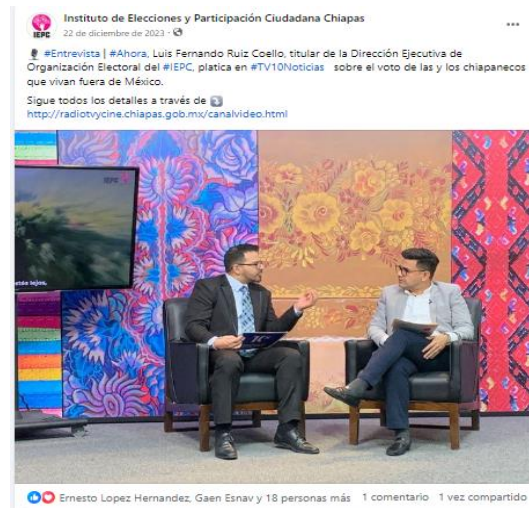 Instituto de Elecciones y Participación Ciudadana Chiapas
22 de diciembre de 2023 ·
#Entrevista | #Ahora, Luis Fernando Ruiz Coello, titular de la Dirección Ejecutiva de
Organización Electoral del #IEPC, platica en #TV10Noticias sobre el voto de las y los chiapanecos
que vivan fuera de México.
Sigue todos los detalles a través de
http://radiotvycine.chiapas.gob.mx/canalvideo.html
IEPC
estás lejos,
Ernesto Lopez Hernandez, Gaen Esnav y 18 personas más 1 comentario 1 vez compartido